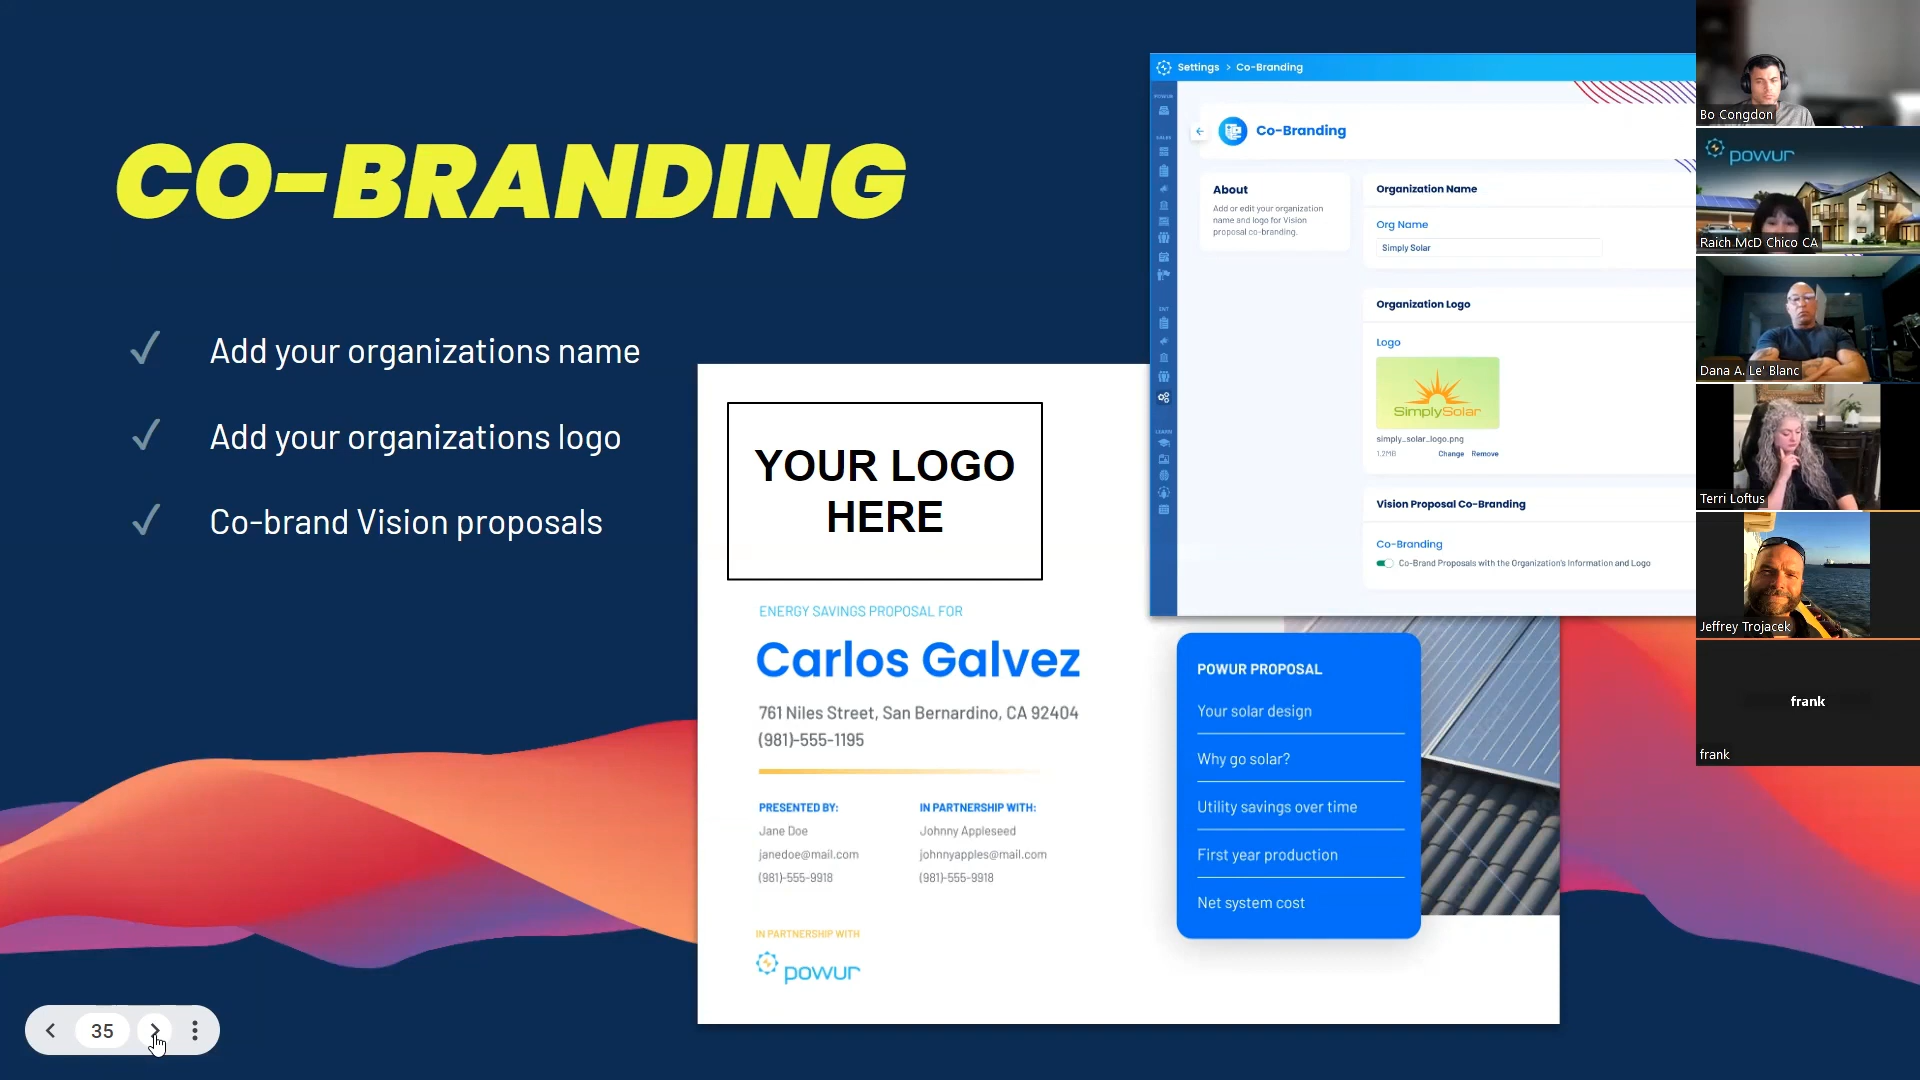 CO-BRANDING
✓ Add your organizations name
✓ Add your organizations logo
✓ Co-brand Vision proposals
YOUR LOGO
HERE
ENERGY SAVINGS PROPOSAL FOR
Carlos Galvez
761 Niles Street, San Bernardino, CA 92404
(981)-555-1195
PRESENTED BY:
Jane Doe
janedoe@mail.com
(981)-555-9918
IN PARTNERSHIP WITH:
Johnny Appleseed
johnnyapples@mail.com
(981)-555-9918
IN PARTNERSHIP WITH
powur
POWUR PROPOSAL
Your solar design
Why go solar?
Utility savings over time
First year production
Net system cost
Settings > Co-Branding
POWUR
SALES
ENT
LEARN
Co-Branding
About
Add or edit your organization
name and logo for Vision
proposal co-branding.
Organization Name
Org Name
Simply Solar
Organization Logo
Logo
SimplySolar
simply_solar_logo.png
1.2MB Change Remove
Vision Proposal Co-Branding
Co-Branding
Co-Brand Proposals with the Organization's Information and Logo
Bo Congdon
powur
Raich McD Chico CA
Dana A. Le' Blanc
Terri Loftus
Jeffrey Trojacek
frank
frank
35